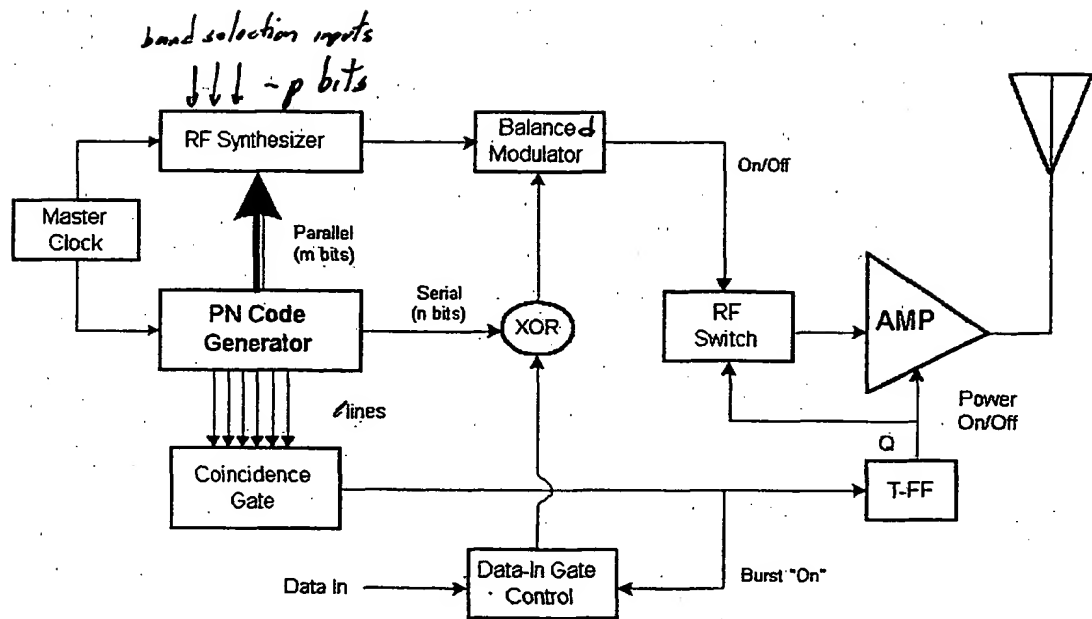 band selection inputs
~p bits
RF Synthesizer
Balanced
Modulator
On/Off
Master
Clock
Parallel
(m bits)
Serial
(n bits)
PN Code
Generator
XOR
RF
Switch
AMP
Power
On/Off
Q
ℓ lines
Coincidence
Gate
T-FF
Data In
Data-In Gate
Control
Burst "On"